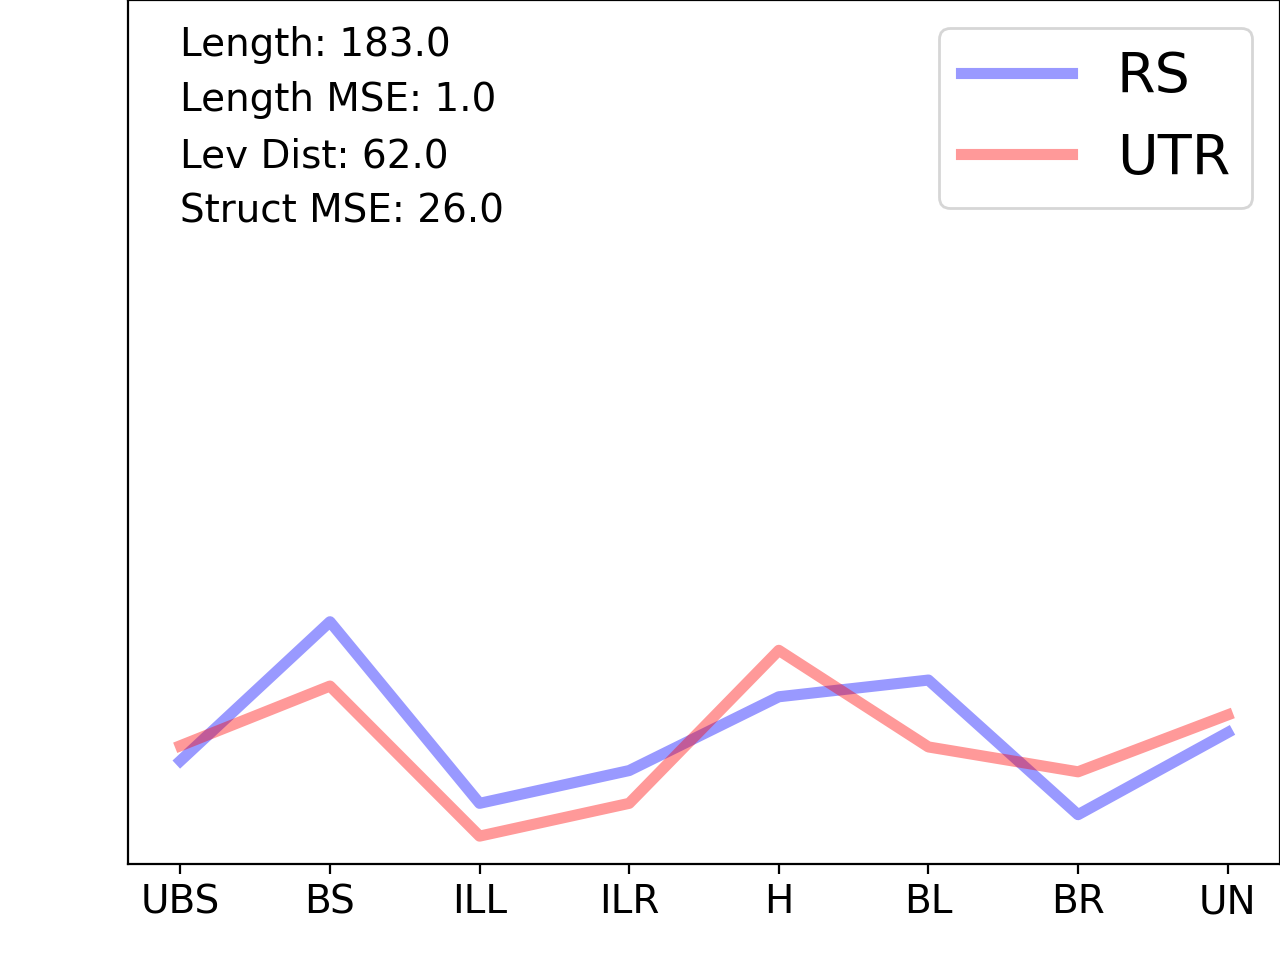 Length: 183.0
Length MSE: 1.0
Lev Dist: 62.0
Struct MSE: 26.0
RS
UTR
UBS BS ILL ILR H BL BR UN